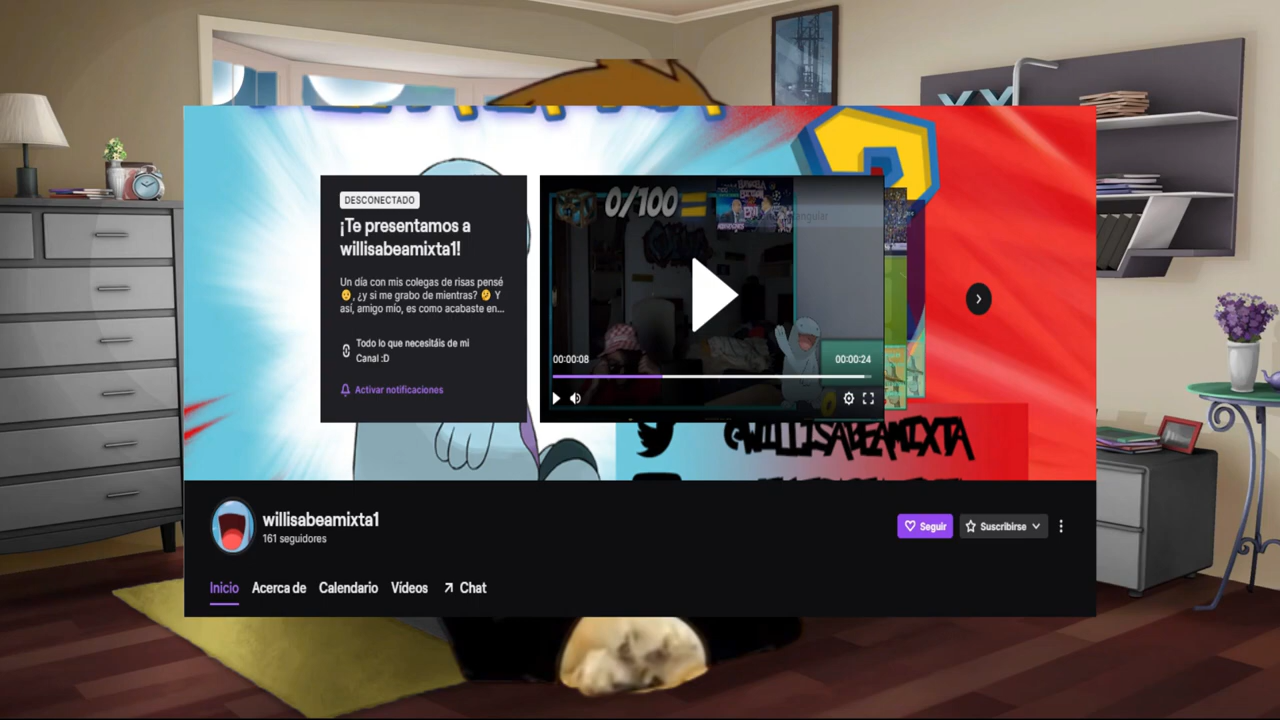 DESCONECTADO
¡Te presentamos a
willisabeamixta1!
Un día con mis colegas de risas pensé
, ¿y si me grabo de mientras? Y
así, amigo mío, es como acabaste en...
Todo lo que necesitáis de mi
Canal :D
Activar notificaciones
0/100 =
00:00:08
00:00:24
@WILLISABEAMIXTA
willisabeamixta1
161 seguidores
Seguir
Suscribirse
Inicio
Acerca de
Calendario
Vídeos
Chat